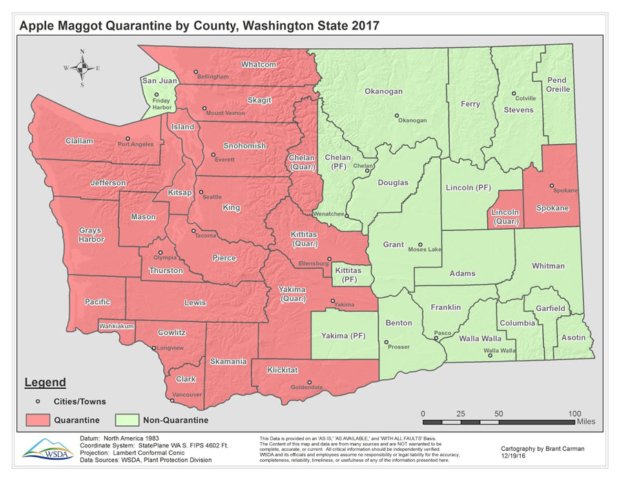 Apple Maggot Quarantine by County, Washington State 2017
N
W E
S
Whatcom
Bellingham
San Juan
Friday
Harbor
Skagit
Mount Vernon
Okanogan
Okanogan
Ferry
Colville
Stevens
Pend
Oreille
Island
Clallam
Port Angeles
Snohomish
Everett
Chelan
(Quar.)
Chelan
(PF)
Chelan
Douglas
Lincoln (PF)
Spokane
Spokane
Lincoln
(Quar.)
Jefferson
Kitsap
Seattle
King
Wenatchee
Mason
Grays
Harbor
Tacoma
Kittitas
(Quar.)
Grant
Moses Lake
Olympia
Thurston
Pierce
Ellensburg
Kittitas
(PF)
Adams
Whitman
Pacific
Lewis
Yakima
(Quar.)
Yakima
Wahkiakum
Cowlitz
Longview
Skamania
Yakima (PF)
Benton
Prosser
Franklin
Pasco
Walla Walla
Walla Walla
Columbia
Garfield
Asotin
Clark
Vancouver
Klickitat
Goldendale
Legend
Cities/Towns
Quarantine
Non-Quarantine
0 25 50 100
Miles
WSDA
Datum: North America 1983
Coordinate System: StatePlane WA S. FIPS 4602 Ft.
Projection: Lambert Conformal Conic
Data Sources: WSDA, Plant Protection Division
This Data is provided on an 'AS IS,' 'AS AVAILABLE,' and 'WITH ALL FAULTS' Basis.
The Content of this map and data are from many sources and are NOT warranted to be
complete, accurate, or current. All critical information should be independently verified.
WSDA and its officials and employees assume no responsibility or legal liability for the accuracy,
completeness, reliability, timeliness, or usefulness of any of the information presented here.
Cartography by Brant Carman
12/19/16